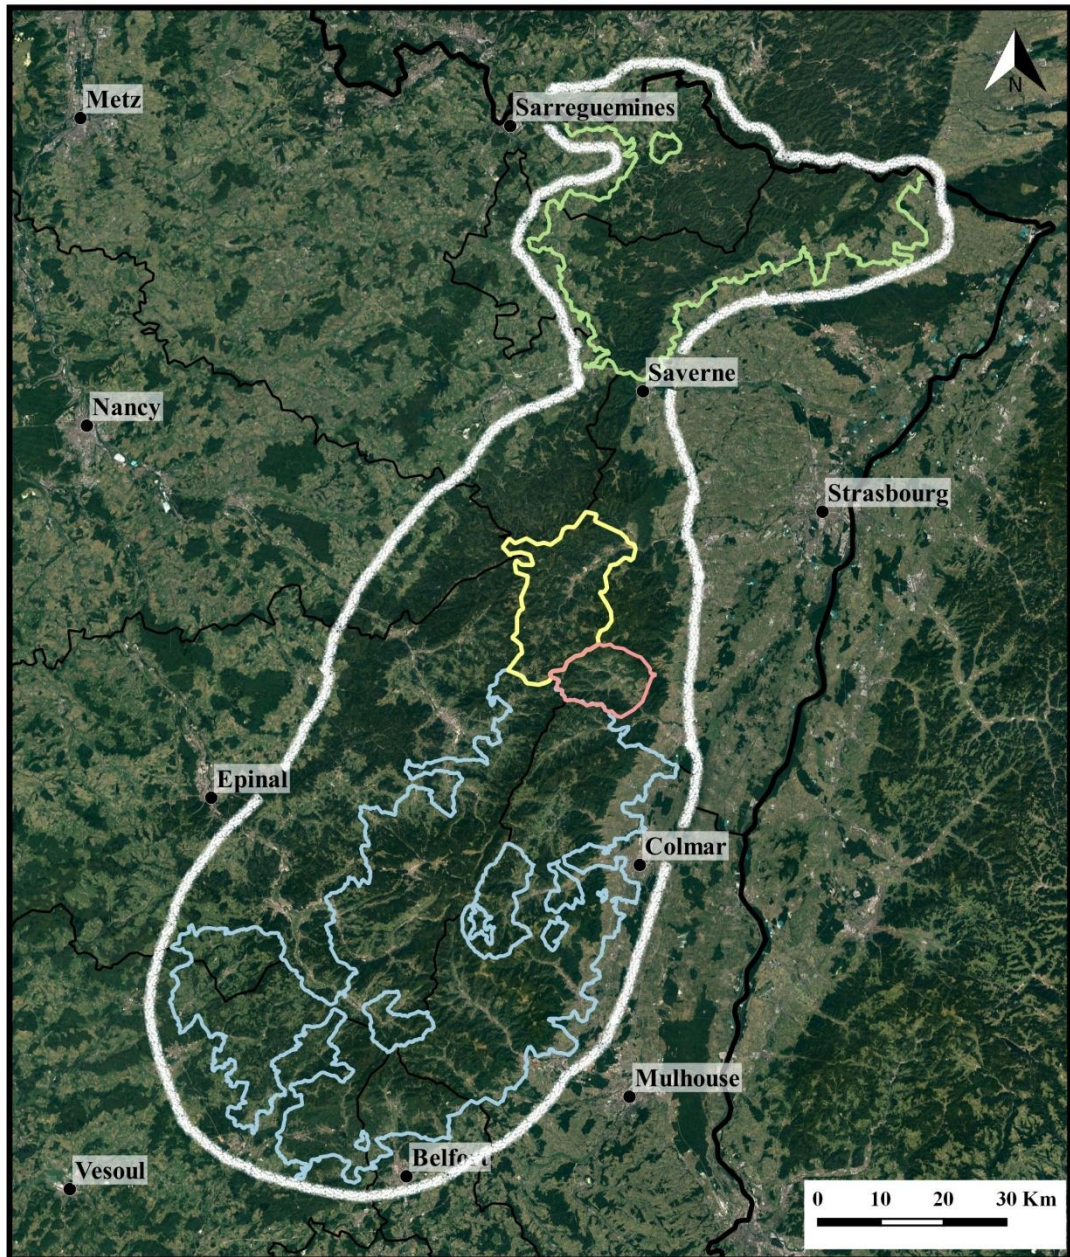 Metz
N
Sarreguemines
Saverne
Nancy
Strasbourg
Epinal
Colmar
Mulhouse
Belfort
Vesoul
0 10 20 30 Km